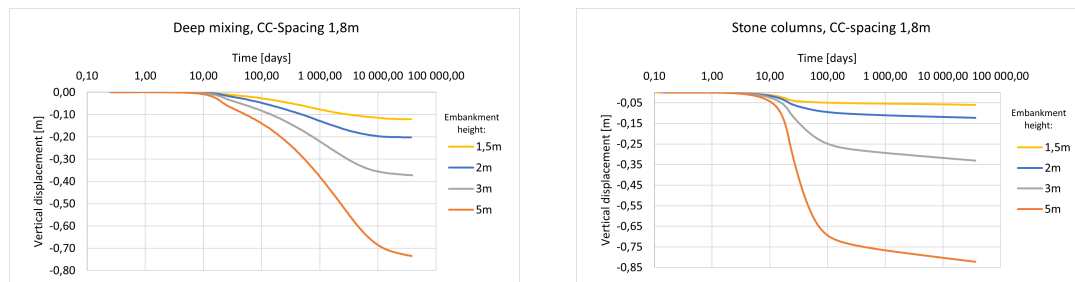 Deep mixing, CC-Spacing 1,8m
Time [days]
0,10 1,00 10,00 100,00 1 000,00 10 000,00 100 000,00
0,00
-0,10
-0,20
-0,30
-0,40
-0,50
-0,60
-0,70
-0,80
Vertical displacement [m]
Embankment
height:
1,5m
2m
3m
5m
Stone columns, CC-spacing 1,8m
Time [days]
0,10 1,00 10,00 100,00 1 000,00 10 000,00 100 000,00
-0,05
-0,15
-0,25
-0,35
-0,45
-0,55
-0,65
-0,75
-0,85
Vertical displacement [m]
Embankment
height:
1,5m
2m
3m
5m